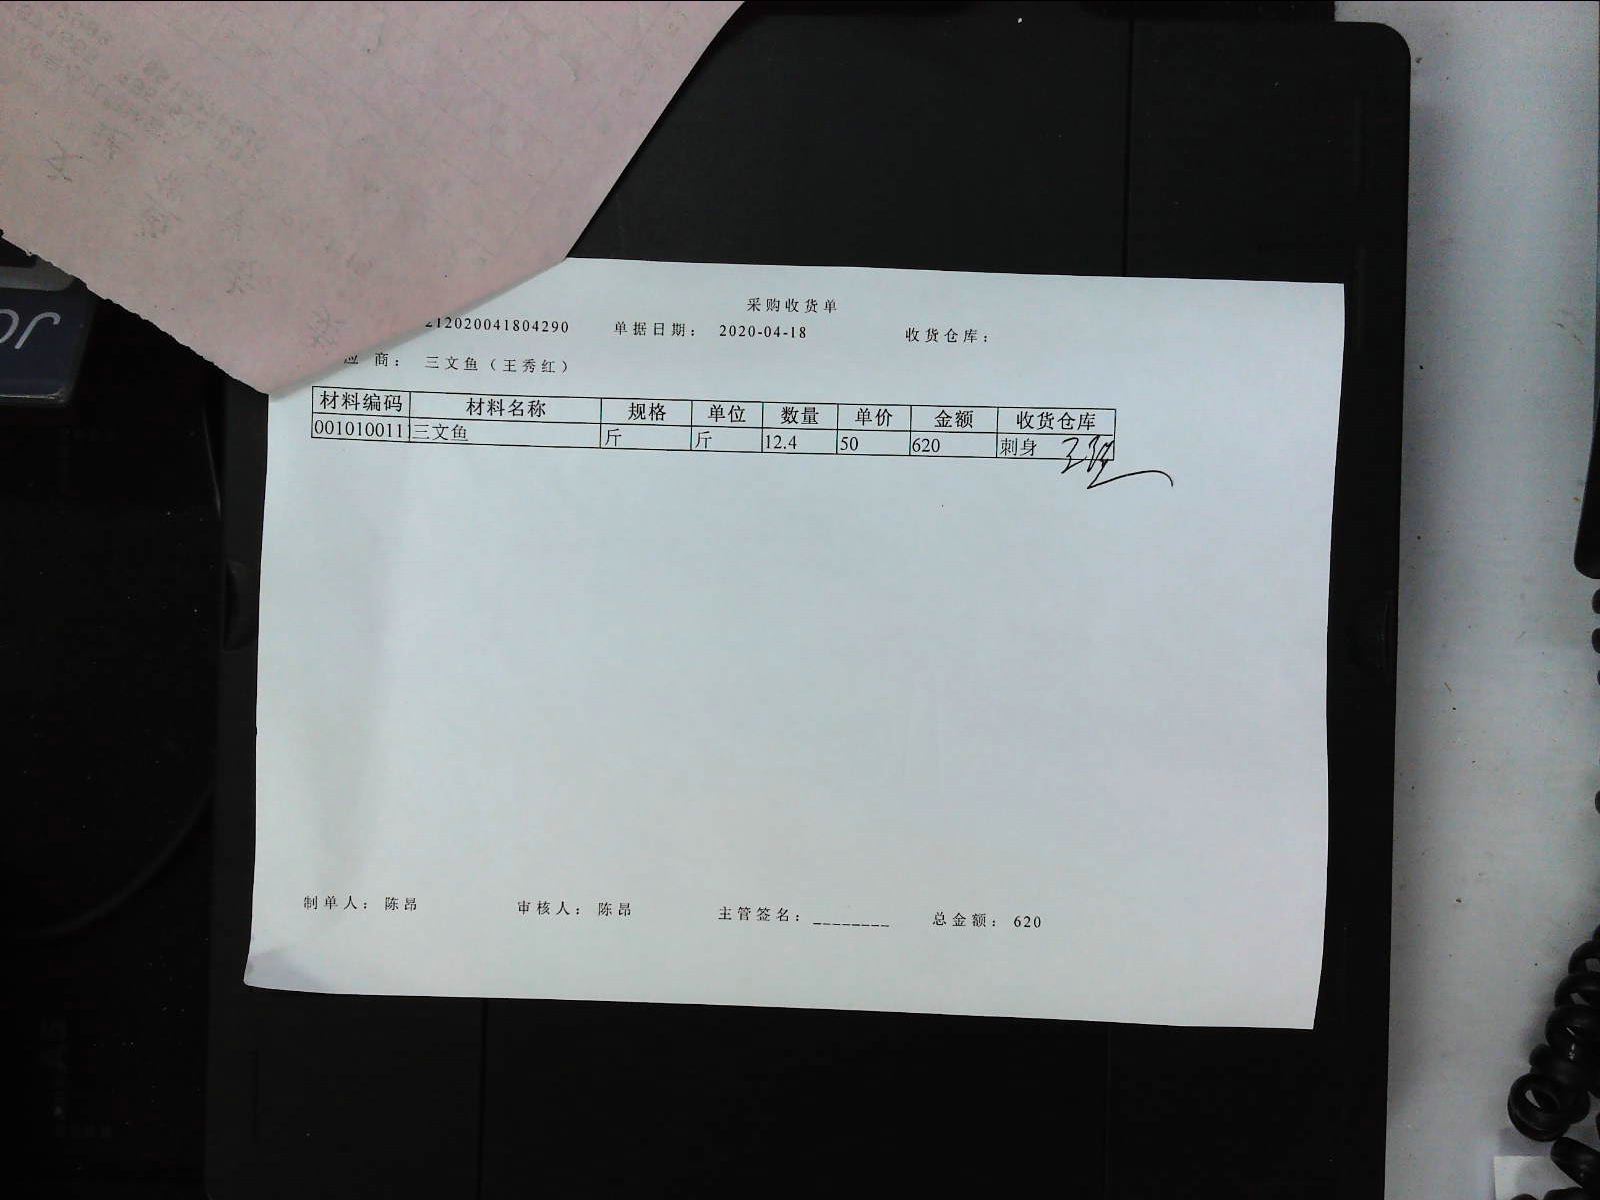 采购收货单
212020041804290 单据日期： 2020-04-18 收货仓库：
应 商： 三文鱼（王秀红）
材料编码 材料名称 规格 单位 数量 单价 金额 收货仓库
001010011 三文鱼 斤 斤 12.4 50 620 刺身
制单人： 陈昂 审核人： 陈昂 主管签名：________ 总金额： 620